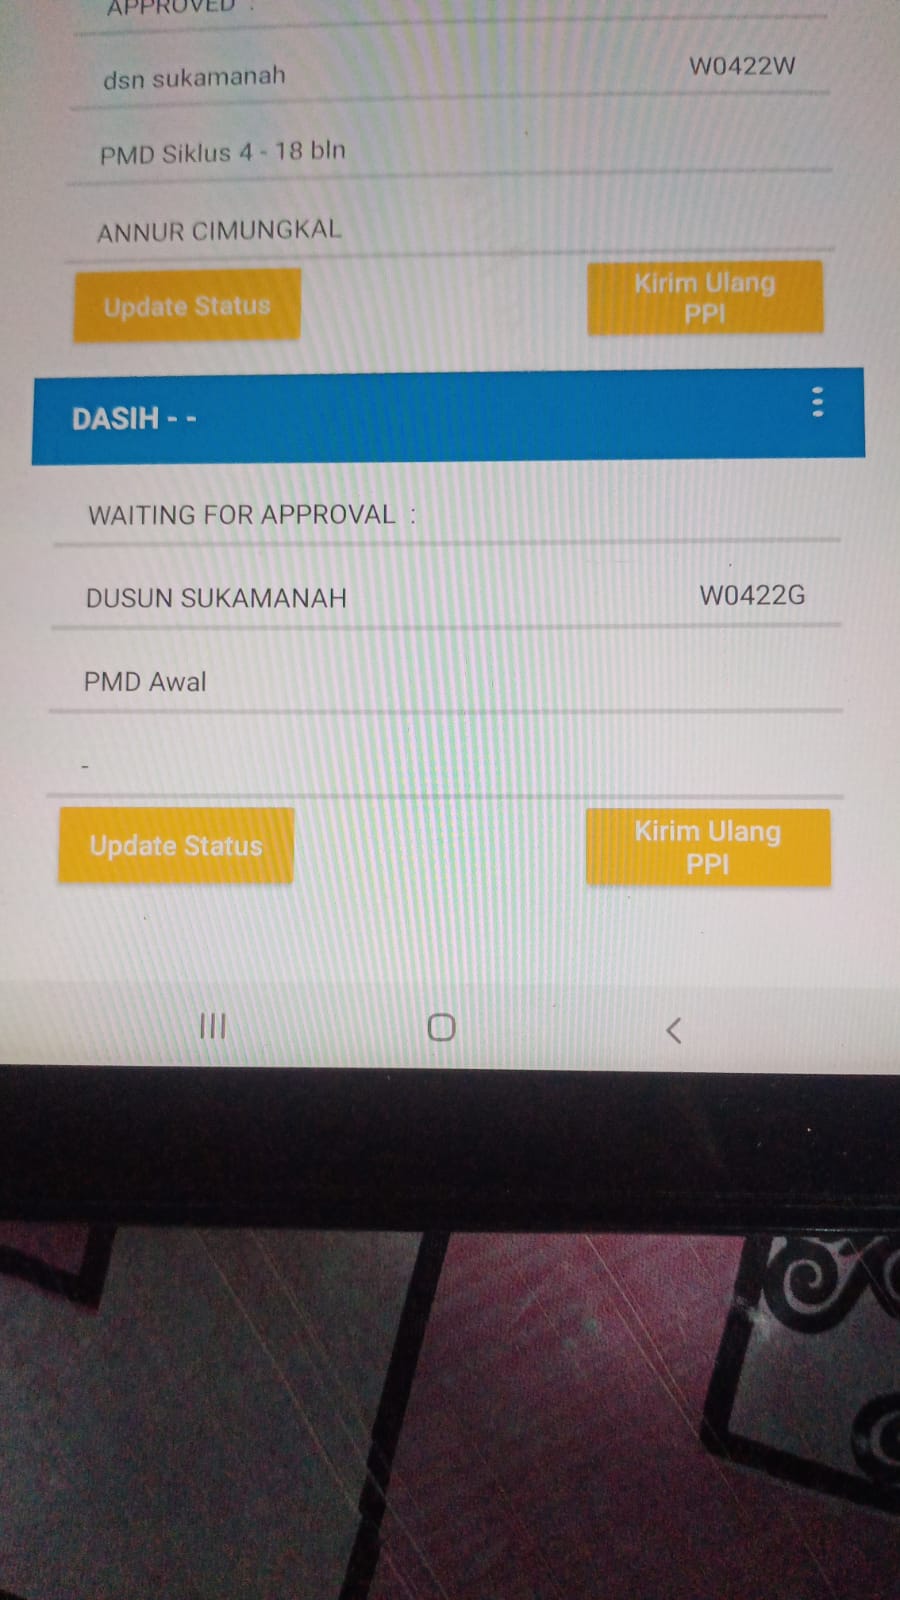 APPROVED :
dsn sukamanah W0422W
PMD Siklus 4 - 18 bln
ANNUR CIMUNGKAL
Update Status
Kirim Ulang
PPI
DASIH - -
WAITING FOR APPROVAL :
DUSUN SUKAMANAH W0422G
PMD Awal
-
Update Status
Kirim Ulang
PPI